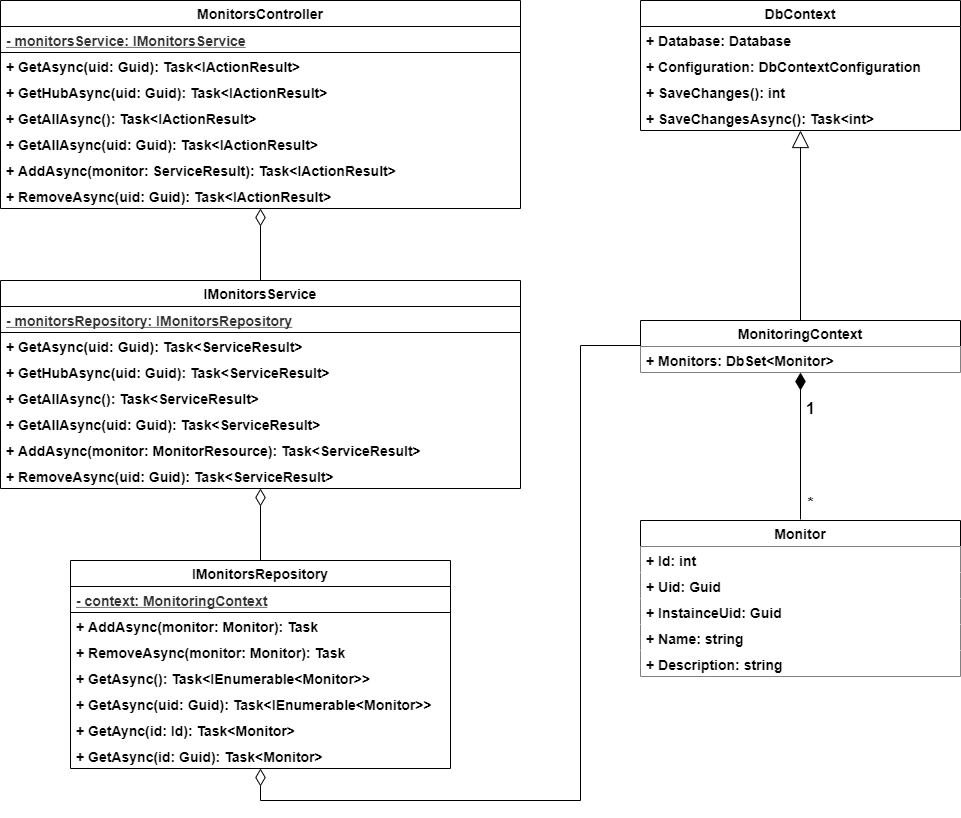 MonitorsController
- monitorsService: IMonitorsService
+ GetAsync(uid: Guid): Task<IActionResult>
+ GetHubAsync(uid: Guid): Task<IActionResult>
+ GetAllAsync(): Task<IActionResult>
+ GetAllAsync(uid: Guid): Task<IActionResult>
+ AddAsync(monitor: ServiceResult): Task<IActionResult>
+ RemoveAsync(uid: Guid): Task<IActionResult>
IMonitorsService
- monitorsRepository: IMonitorsRepository
+ GetAsync(uid: Guid): Task<ServiceResult>
+ GetHubAsync(uid: Guid): Task<ServiceResult>
+ GetAllAsync(): Task<ServiceResult>
+ GetAllAsync(uid: Guid): Task<ServiceResult>
+ AddAsync(monitor: MonitorResource): Task<ServiceResult>
+ RemoveAsync(uid: Guid): Task<ServiceResult>
IMonitorsRepository
- context: MonitoringContext
+ AddAsync(monitor: Monitor): Task
+ RemoveAsync(monitor: Monitor): Task
+ GetAsync(): Task<IEnumerable<Monitor>>
+ GetAsync(uid: Guid): Task<IEnumerable<Monitor>>
+ GetAync(id: Id): Task<Monitor>
+ GetAsync(id: Guid): Task<Monitor>
DbContext
+ Database: Database
+ Configuration: DbContextConfiguration
+ SaveChanges(): int
+ SaveChangesAsync(): Task<int>
MonitoringContext
+ Monitors: DbSet<Monitor>
1
*
Monitor
+ Id: int
+ Uid: Guid
+ InstainceUid: Guid
+ Name: string
+ Description: string